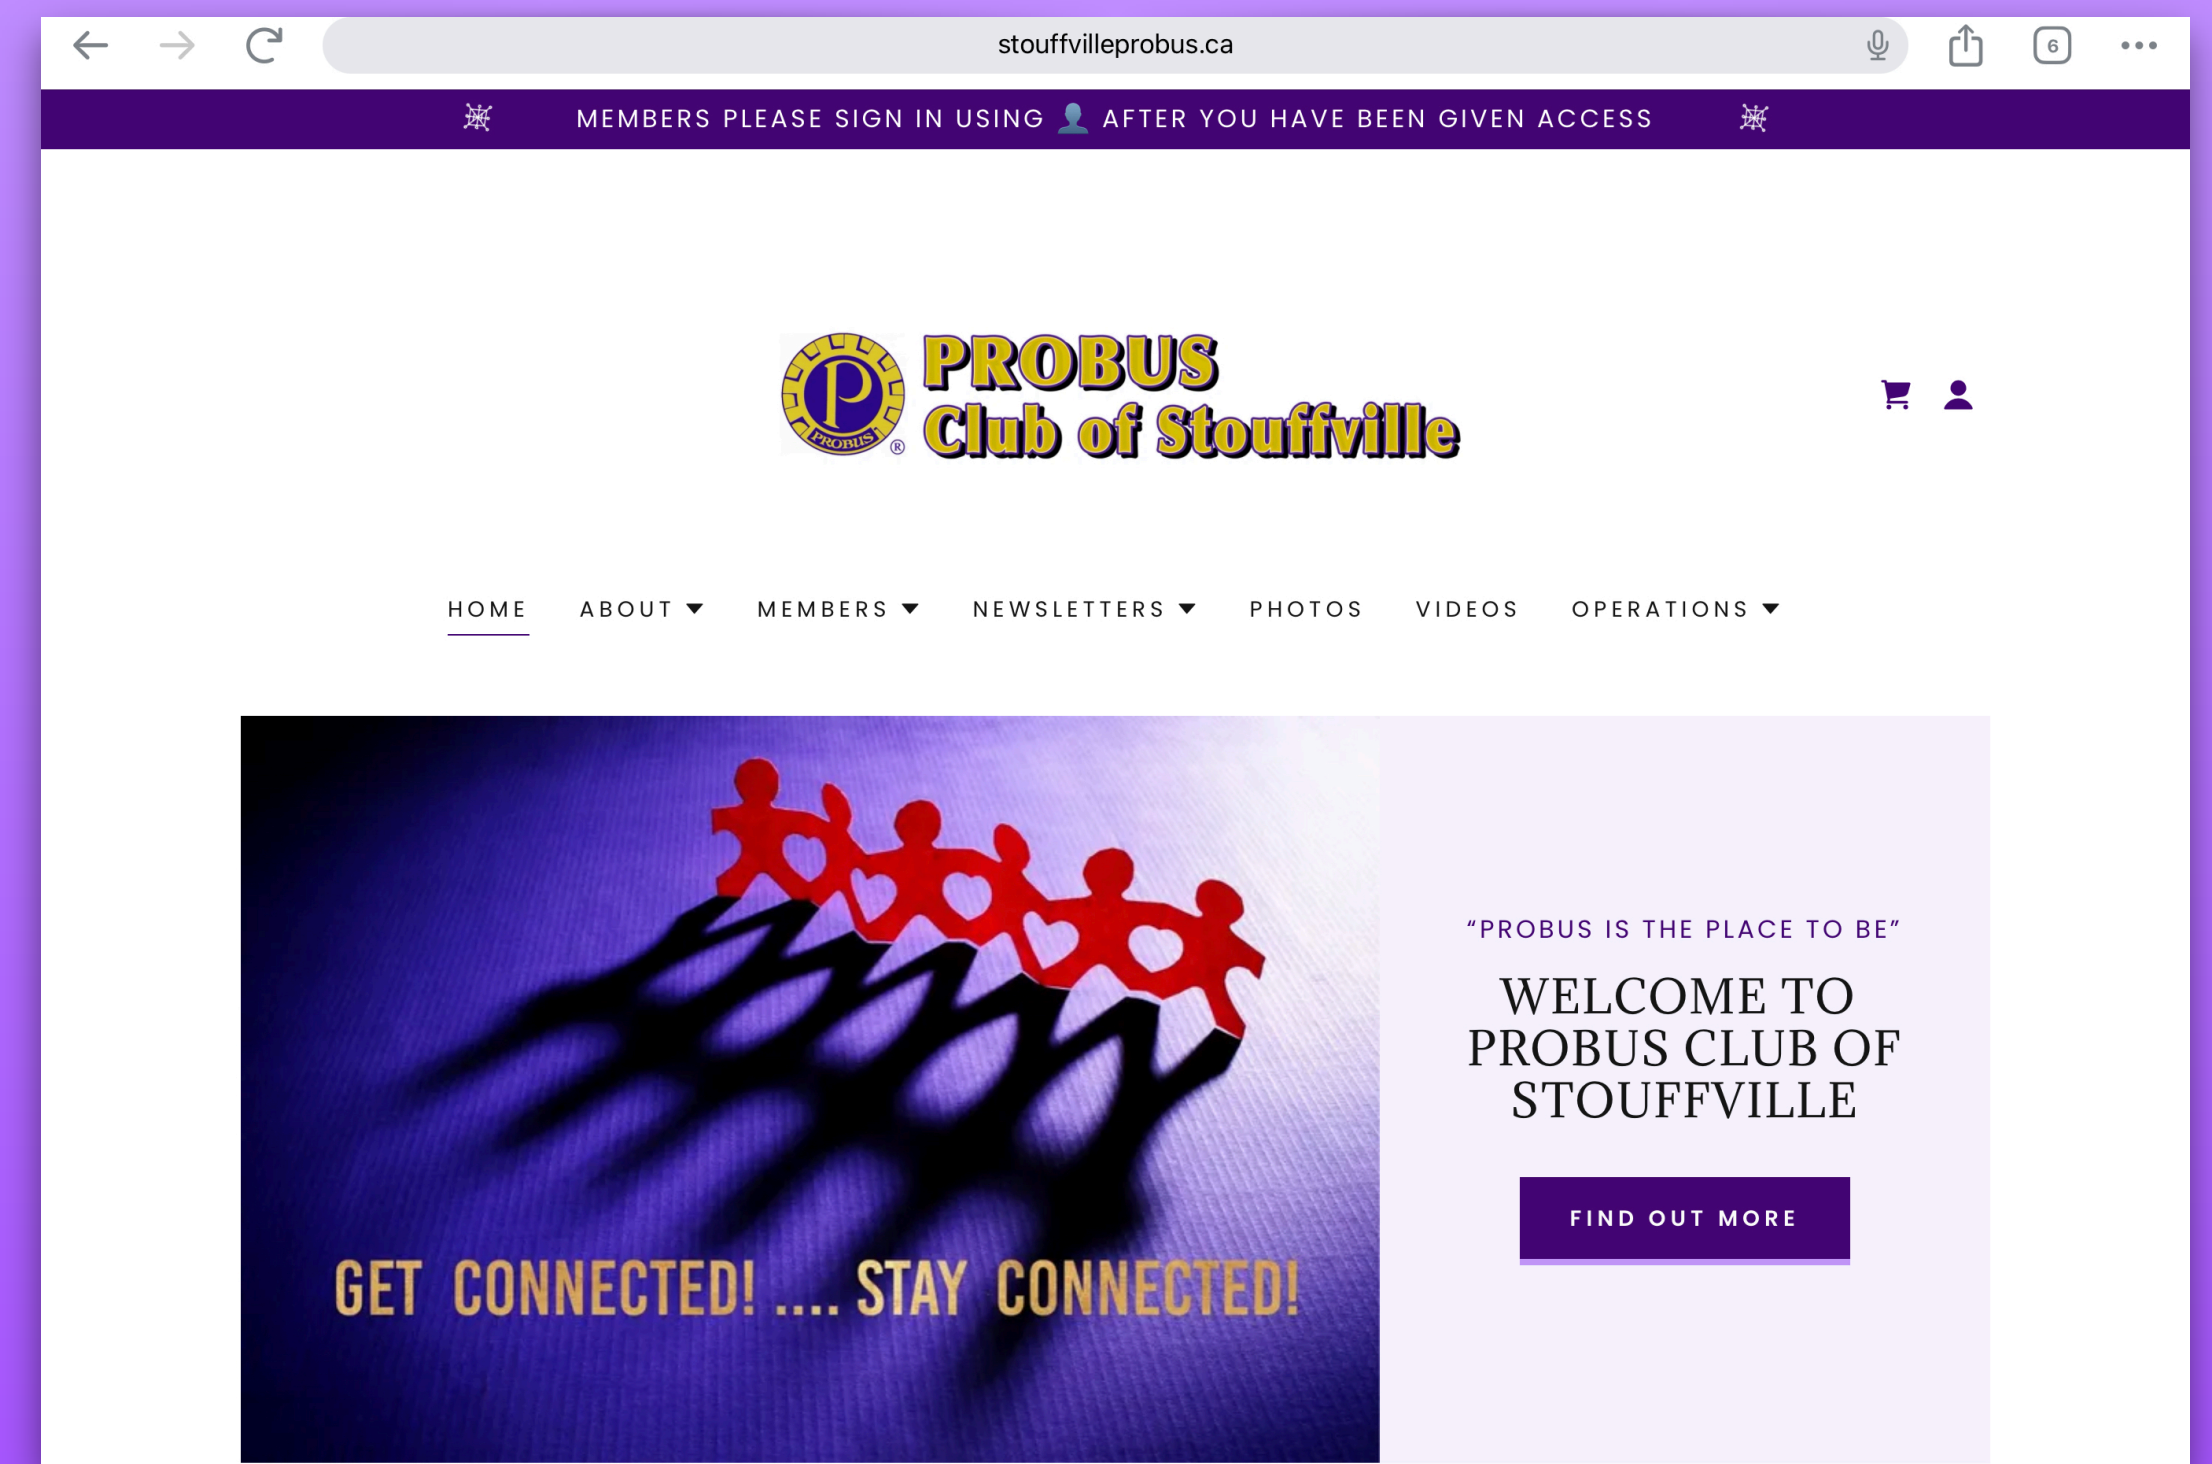 stouffvilleprobus.ca
6
MEMBERS PLEASE SIGN IN USING 👤 AFTER YOU HAVE BEEN GIVEN ACCESS
P
PROBUS
®
PROBUS
Club of Stouffville
HOME ABOUT MEMBERS NEWSLETTERS PHOTOS VIDEOS OPERATIONS
“PROBUS IS THE PLACE TO BE”
WELCOME TO
PROBUS CLUB OF
STOUFFVILLE
FIND OUT MORE
GET CONNECTED! .... STAY CONNECTED!